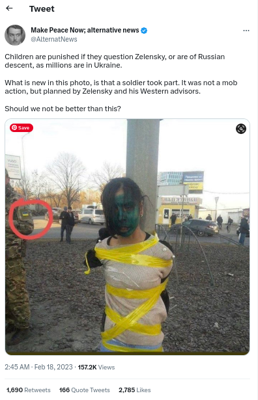 Tweet
Make Peace Now; alternative news
@AlternatNews
Children are punished if they question Zelensky, or are of Russian
descent, as millions are in Ukraine.
What is new in this photo, is that a soldier took part. It was not a mob
action, but planned by Zelensky and his Western advisors.
Should we not be better than this?
Save
2:45 AM · Feb 18, 2023 · 157.2K Views
1,690 Retweets 166 Quote Tweets 2,785 Likes